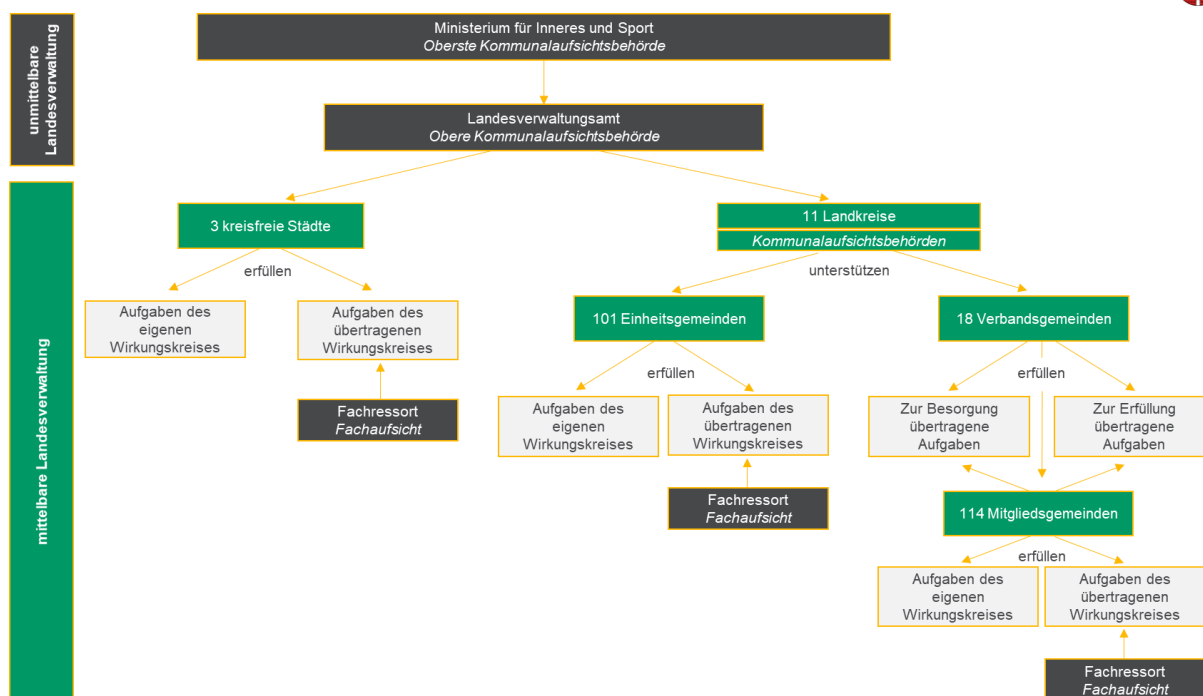 unmittelbare
Landesverwaltung
Ministerium für Inneres und Sport
Oberste Kommunalaufsichtsbehörde
Landesverwaltungsamt
Obere Kommunalaufsichtsbehörde
mittelbare Landesverwaltung
3 kreisfreie Städte
11 Landkreise
Kommunalaufsichtsbehörden
erfüllen
unterstützen
Aufgaben des
eigenen
Wirkungskreises
Aufgaben des
übertragenen
Wirkungskreises
Fachressort
Fachaufsicht
101 Einheitsgemeinden
18 Verbandsgemeinden
erfüllen
erfüllen
Aufgaben des
eigenen
Wirkungskreises
Aufgaben des
übertragenen
Wirkungskreises
Fachressort
Fachaufsicht
Zur Besorgung
übertragene
Aufgaben
Zur Erfüllung
übertragene
Aufgaben
114 Mitgliedsgemeinden
erfüllen
Aufgaben des
eigenen
Wirkungskreises
Aufgaben des
übertragenen
Wirkungskreises
Fachressort
Fachaufsicht